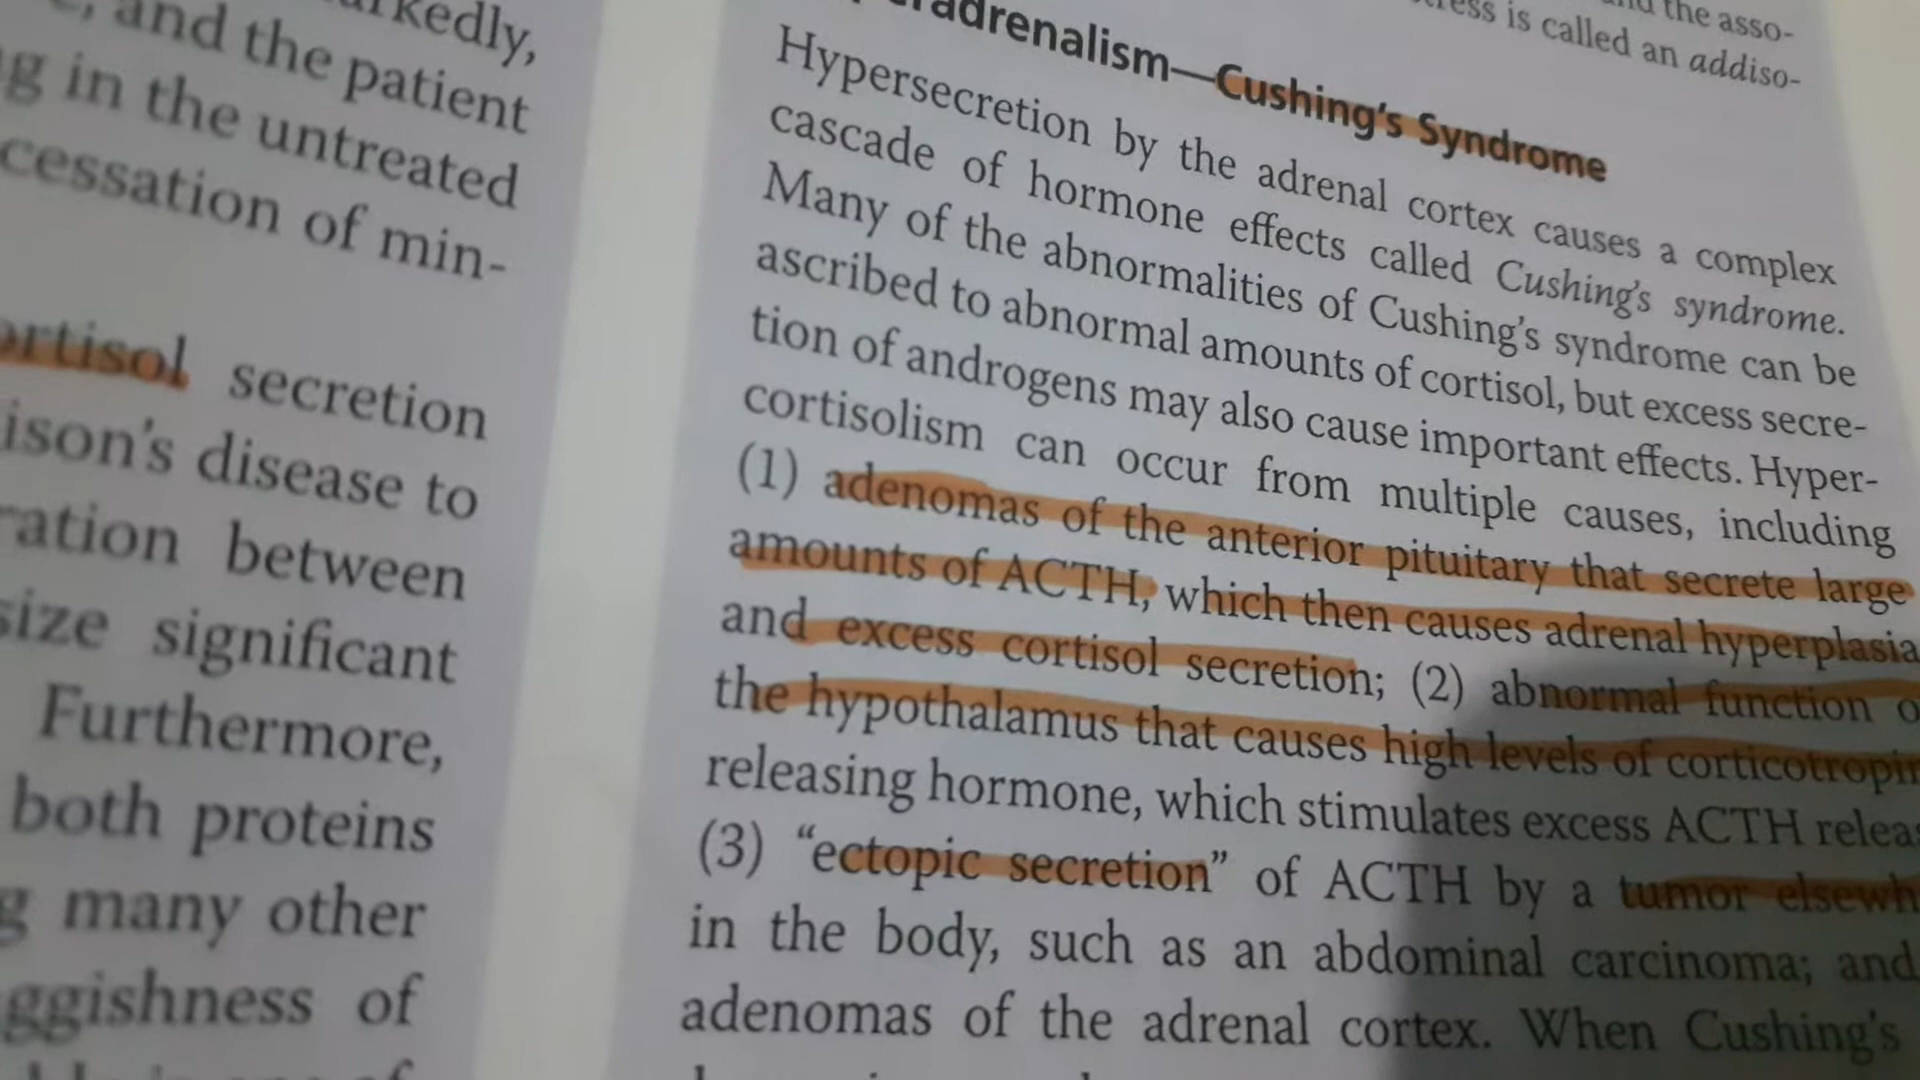 and the patient
in the untreated
cessation of min-
secretion
disease to
between
size significant
Furthermore,
both proteins
many other
of
and the asso-
is called an addiso-
Cushing's Syndrome
Hypersecretion by the adrenal cortex causes a complex
cascade of hormone effects called Cushing's syndrome.
Many of the abnormalities of Cushing's syndrome can be
ascribed to abnormal amounts of cortisol, but excess secre-
tion of androgens may also cause important effects. Hyper-
cortisolism can occur from multiple causes, including
(1) adenomas of the anterior pituitary that secrete large
amounts of ACTH, which then causes adrenal hyperplasia
and excess cortisol secretion; (2) abnormal function
the hypothalamus that causes high levels of
releasing hormone, which stimulates excess ACTH
(3) “ectopic secretion” of ACTH by a tumor
in the body, such as an abdominal carcinoma; and
adenomas of the adrenal cortex. When Cushing's